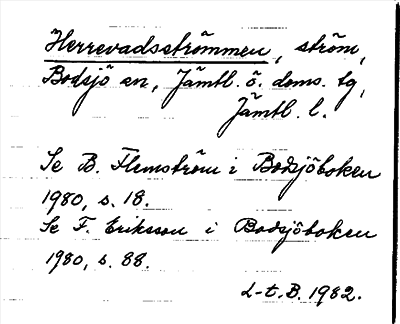 Herrevadsströmmen, ström,
Bodsjö sn, Jämtl. ö. doms. tg,
Jämtl. l.
Se B. Flemström i Bodsjöboken
1980, s. 18.
Se F. Eriksson i Bodsjöboken
1980, s. 88.
L-t. B. 1982.